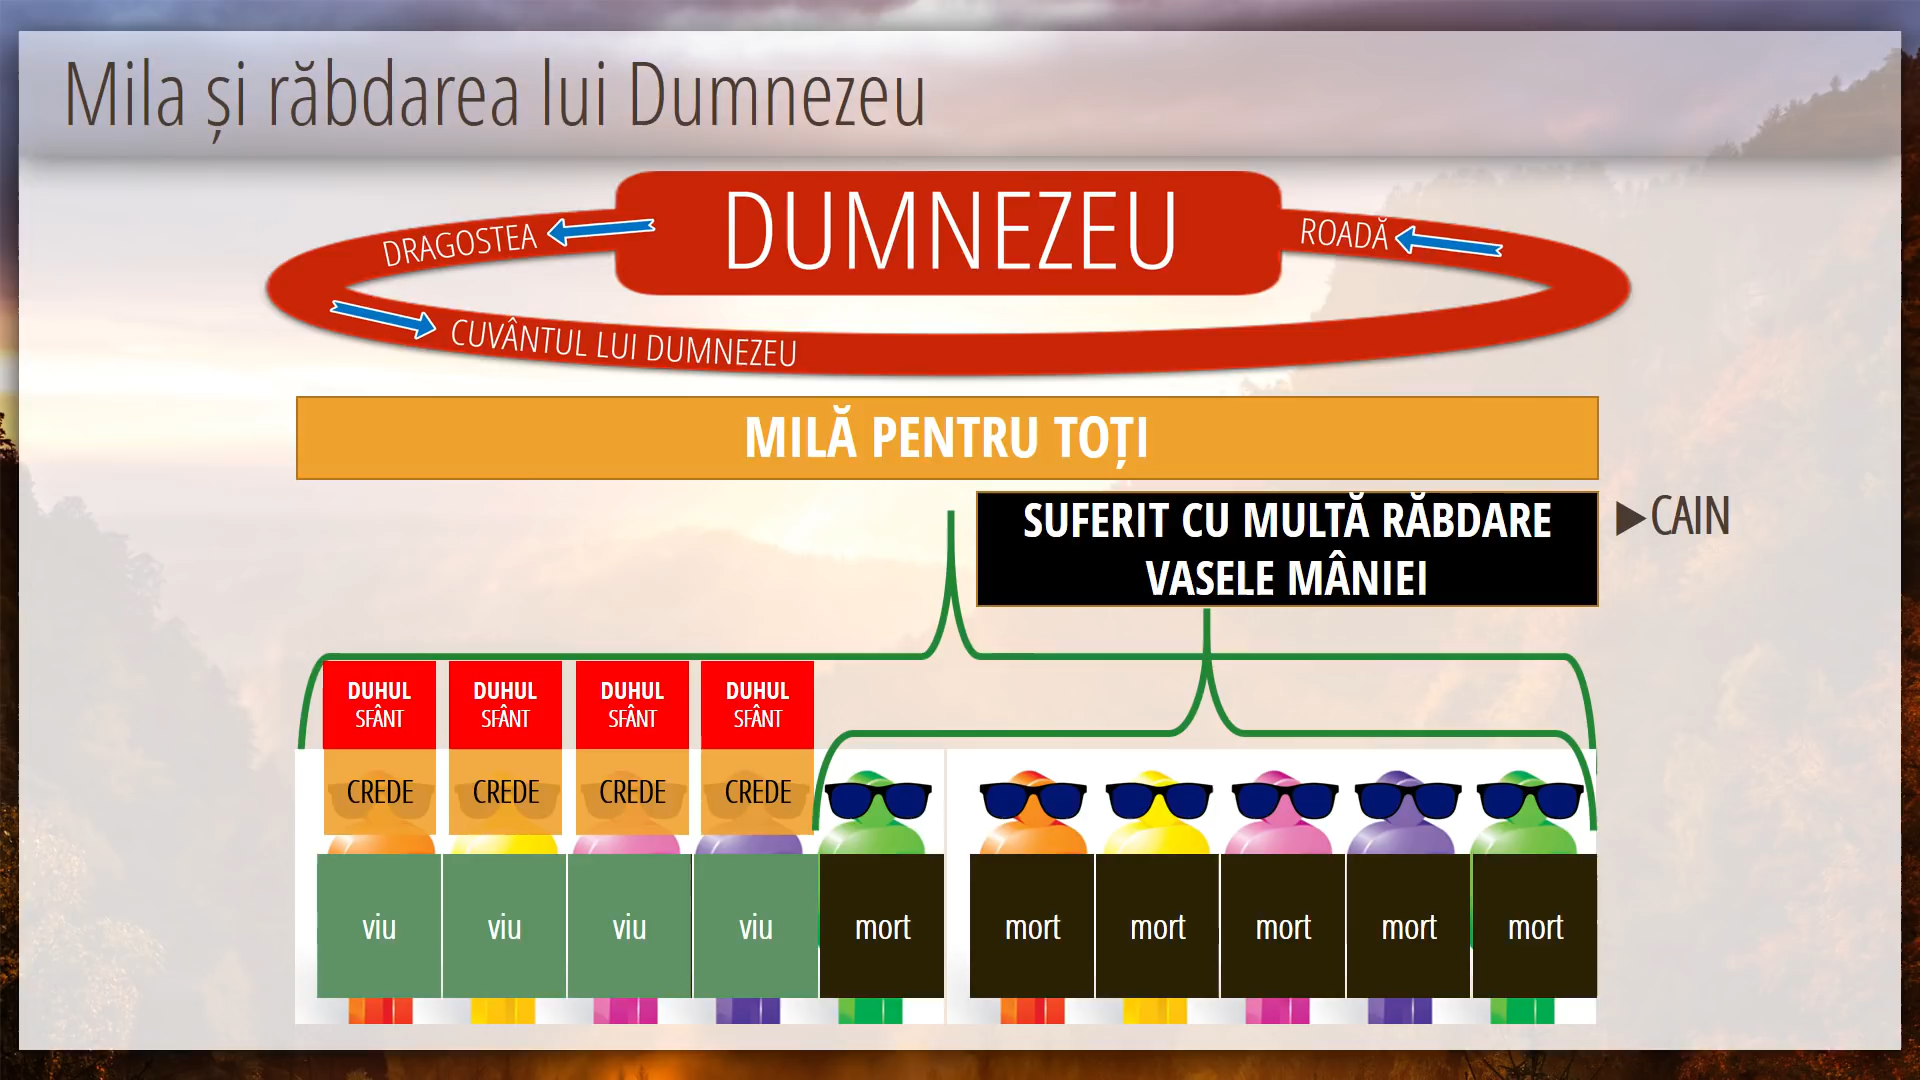 Mila și răbdarea lui Dumnezeu
DUMNEZEU
DRAGOSTEA
ROADĂ
CUVÂNTUL LUI DUMNEZEU
MILĂ PENTRU TOȚI
SUFERIT CU MULTĂ RĂBDARE
VASELE MÂNIEI
CAIN
DUHUL
SFÂNT
DUHUL
SFÂNT
DUHUL
SFÂNT
DUHUL
SFÂNT
CREDE
CREDE
CREDE
CREDE
viu
viu
viu
viu
mort
mort
mort
mort
mort
mort